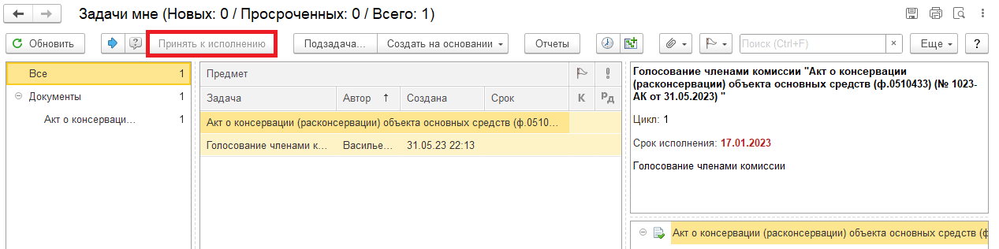 Задачи мне (Новых: 0 / Просроченных: 0 / Всего: 1)
Обновить Принять к исполнению Подзадача... Создать на основании Отчеты Поиск (Ctrl+F) × Еще ?
Все 1
Документы 1
Акт о консерваци... 1
Предмет
Задача Автор ↑ Создана Срок К Рд
Акт о консервации (расконсервации) объекта основных средств (ф.0510...
Голосование членами к... Василье... 31.05.23 22:13
Голосование членами комиссии "Акт о консервации
(расконсервации) объекта основных средств (ф.0510433) (№ 1023-
АК от 31.05.2023) "
Цикл: 1
Срок исполнения: 17.01.2023
Голосование членами комиссии
Акт о консервации (расконсервации) объекта основных средств (ф